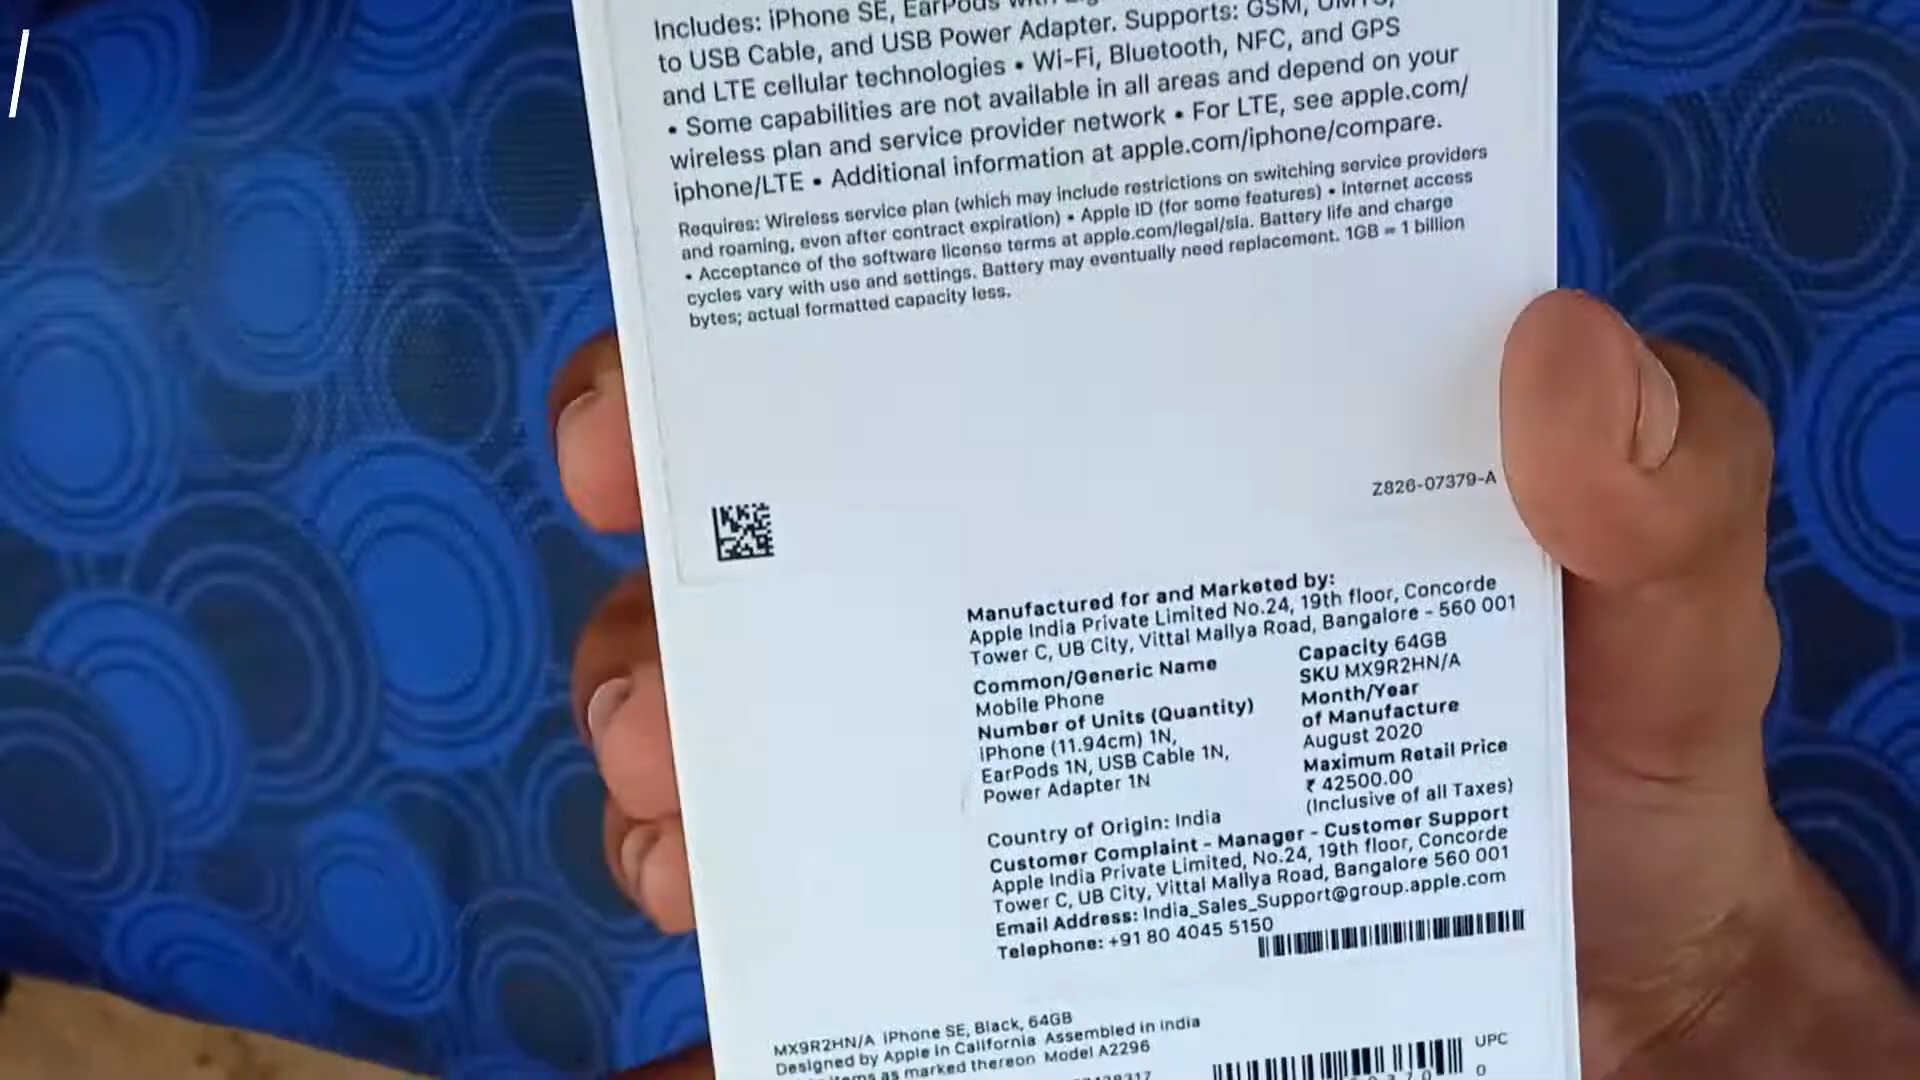 /
Includes: iPhone SE, EarPods with
to USB Cable, and USB Power Adapter. Supports: GSM, UMTS,
and LTE cellular technologies • Wi-Fi, Bluetooth, NFC, and GPS
• Some capabilities are not available in all areas and depend on your
wireless plan and service provider network • For LTE, see apple.com/
iphone/LTE • Additional information at apple.com/iphone/compare.
Requires: Wireless service plan (which may include restrictions on switching service providers
and roaming, even after contract expiration) • Apple ID (for some features) • Internet access
• Acceptance of the software license terms at apple.com/legal/sla. Battery life and charge
cycles vary with use and settings. Battery may eventually need replacement. 1GB = 1 billion
bytes; actual formatted capacity less.
Z826-07379-A
Manufactured for and Marketed by:
Apple India Private Limited No.24, 19th floor, Concorde
Tower C, UB City, Vittal Mallya Road, Bangalore - 560 001
Common/Generic Name
Mobile Phone
Number of Units (Quantity)
iPhone (11.94cm) 1N,
EarPods 1N, USB Cable 1N,
Power Adapter 1N
Capacity 64GB
SKU MX9R2HN/A
Month/Year
of Manufacture
August 2020
Maximum Retail Price
₹ 42500.00
(Inclusive of all Taxes)
Country of Origin: India
Customer Complaint - Manager - Customer Support
Apple India Private Limited, No.24, 19th floor, Concorde
Tower C, UB City, Vittal Mallya Road, Bangalore 560 001
Email Address: India_Sales_Support@group.apple.com
Telephone: +91 80 4045 5150
MX9R2HN/A iPhone SE, Black, 64GB
Designed by Apple in California Assembled in India
items as marked thereon Model A2296
UPC
0